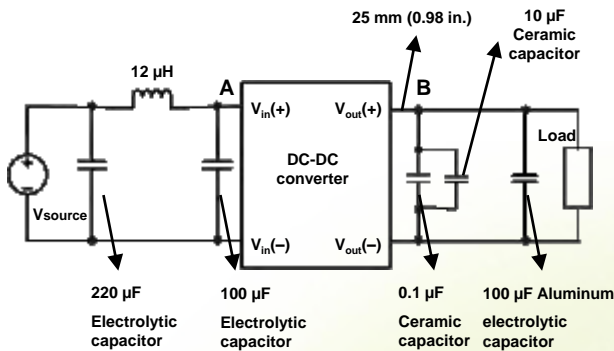 25 mm (0.98 in.)
10 µF
Ceramic
capacitor
12 µH
A
B
Vin(+)
Vout(+)
DC-DC
converter
Load
Vsource
Vin(–)
Vout(–)
220 µF
Electrolytic
capacitor
100 µF
Electrolytic
capacitor
0.1 µF
Ceramic
capacitor
100 µF Aluminum
electrolytic
capacitor